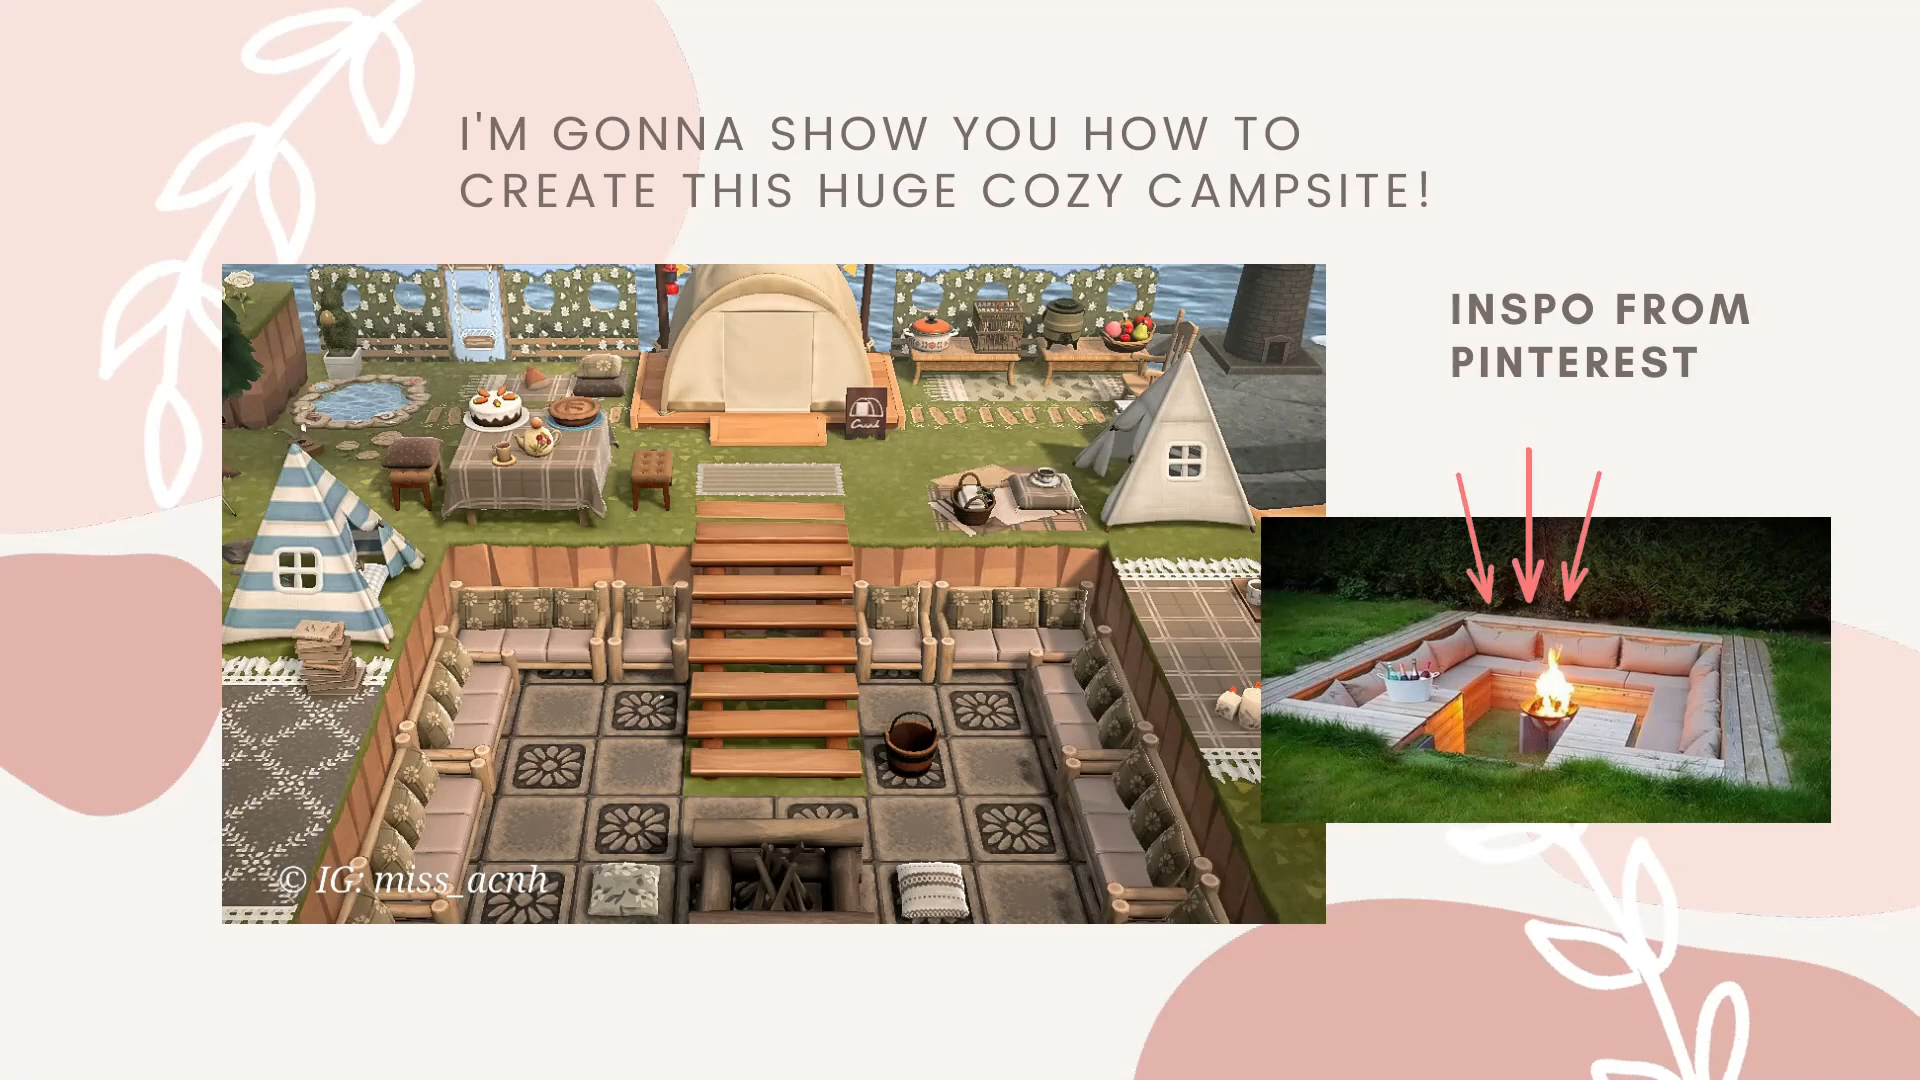 I'M GONNA SHOW YOU HOW TO
CREATE THIS HUGE COZY CAMPSITE!
INSPO FROM
PINTEREST
© IG: miss_acnh